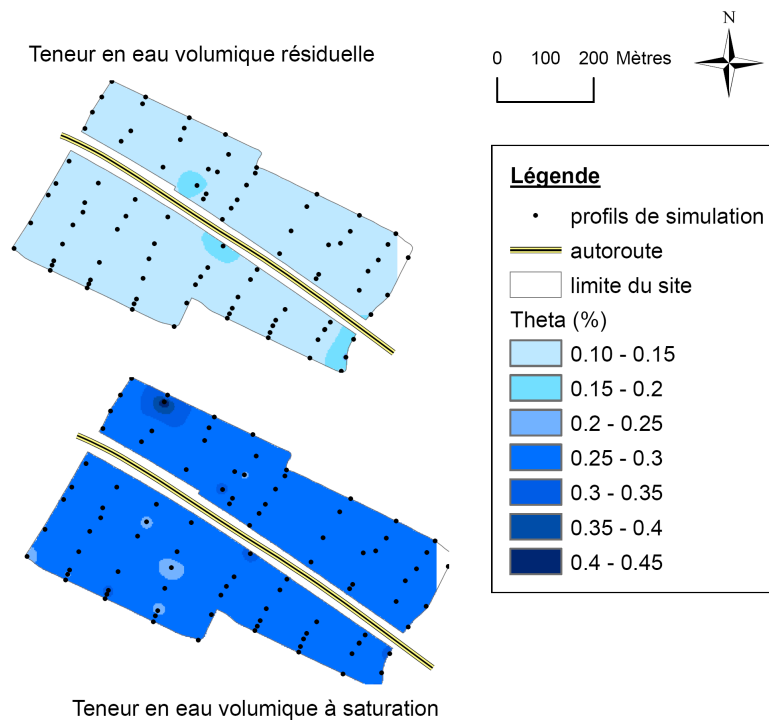 Teneur en eau volumique résiduelle
0 100 200 Mètres
N
Légende
profils de simulation
autoroute
limite du site
Theta (%)
0.10 - 0.15
0.15 - 0.2
0.2 - 0.25
0.25 - 0.3
0.3 - 0.35
0.35 - 0.4
0.4 - 0.45
Teneur en eau volumique à saturation